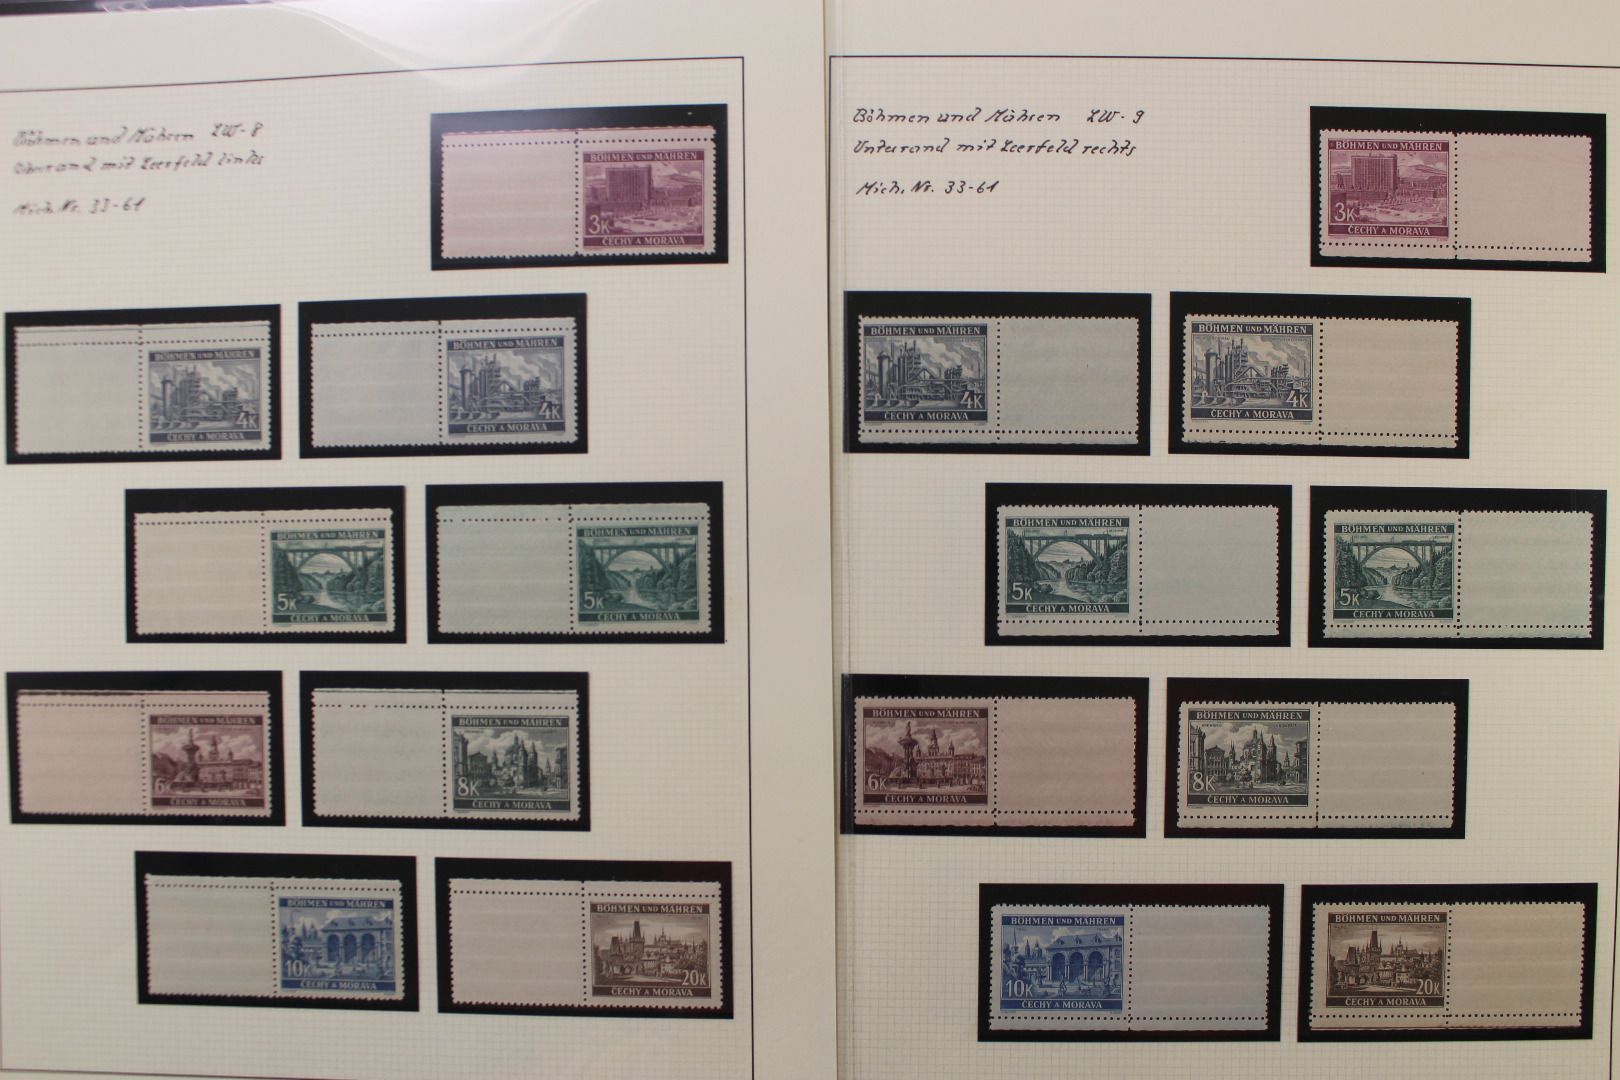 Böhmen und Mähren LW-8
Oberrand mit Leerfeld links
Mich. Nr. 33-61
BÖHMEN UND MÄHREN
3K
ČECHY A MORAVA
BÖHMEN UND MÄHREN
4K
ČECHY A MORAVA
BÖHMEN UND MÄHREN
4K
ČECHY A MORAVA
BÖHMEN UND MÄHREN
5K
ČECHY A MORAVA
BÖHMEN UND MÄHREN
5K
ČECHY A MORAVA
BÖHMEN UND MÄHREN
6K
ČECHY A MORAVA
BÖHMEN UND MÄHREN
8K
ČECHY A MORAVA
BÖHMEN UND MÄHREN
10K
ČECHY A MORAVA
BÖHMEN UND MÄHREN
20K
ČECHY A MORAVA
Böhmen und Mähren LW-9
Unterrand mit Leerfeld rechts
Mich. Nr. 33-61
BÖHMEN UND MÄHREN
3K
ČECHY A MORAVA
BÖHMEN UND MÄHREN
4K
ČECHY A MORAVA
BÖHMEN UND MÄHREN
4K
ČECHY A MORAVA
BÖHMEN UND MÄHREN
5K
ČECHY A MORAVA
BÖHMEN UND MÄHREN
5K
ČECHY A MORAVA
BÖHMEN UND MÄHREN
6K
ČECHY A MORAVA
BÖHMEN UND MÄHREN
8K
ČECHY A MORAVA
BÖHMEN UND MÄHREN
10K
ČECHY A MORAVA
BÖHMEN UND MÄHREN
20K
ČECHY A MORAVA